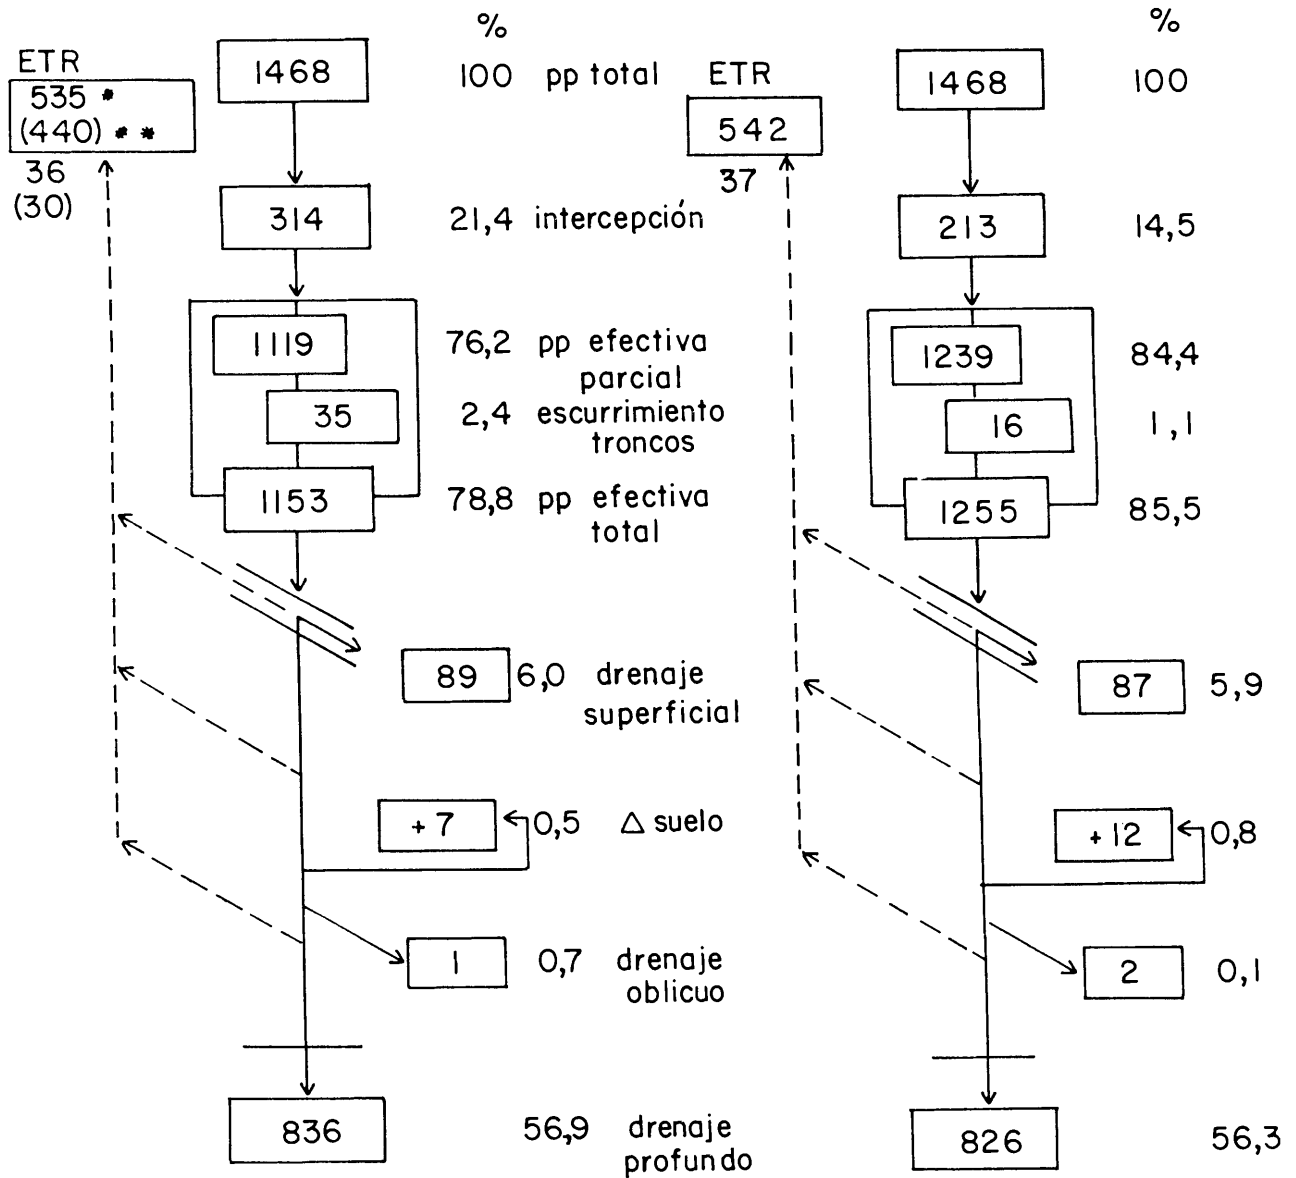 % %
ETR 1468 100 pp total ETR 1468 100
535 *
(440) * * 542
36 37
(30)
314 21,4 intercepción 213 14,5
1119 76,2 pp efectiva 1239 84,4
parcial
35 2,4 escurrimiento 16 1,1
troncos
1153 78,8 pp efectiva 1255 85,5
total
89 6,0 drenaje 87 5,9
superficial
+ 7 0,5 △ suelo + 12 0,8
1 0,7 drenaje 2 0,1
oblicuo
836 56,9 drenaje 826 56,3
profundo